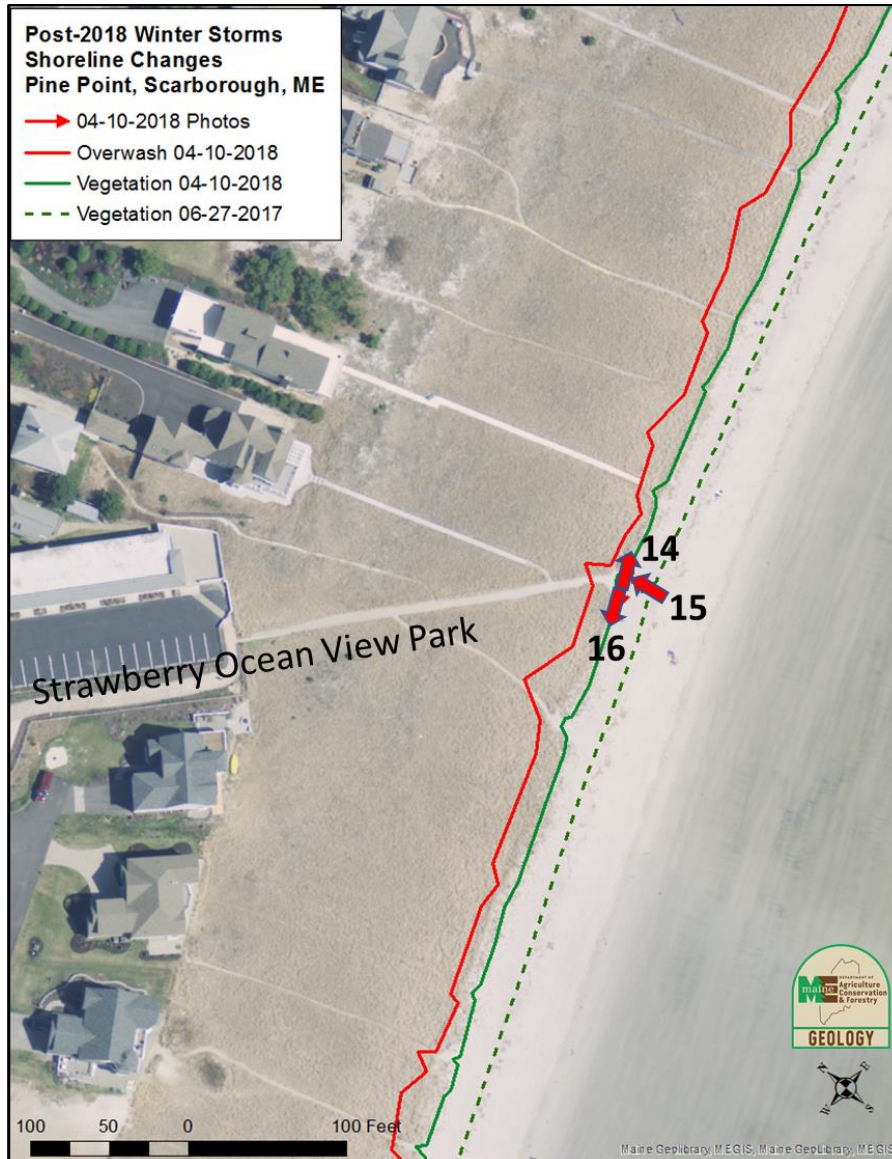 Post-2018 Winter Storms
Shoreline Changes
Pine Point, Scarborough, ME
04-10-2018 Photos
Overwash 04-10-2018
Vegetation 04-10-2018
Vegetation 06-27-2017
14
15
16
Strawberry Ocean View Park
maine
DEPARTMENT OF
Agriculture
Conservation
& Forestry
GEOLOGY
N
E
W
S
100 0 100 Feet
Maine Geolibrary, MEGIS, Maine GeoLibrary, MEGIS